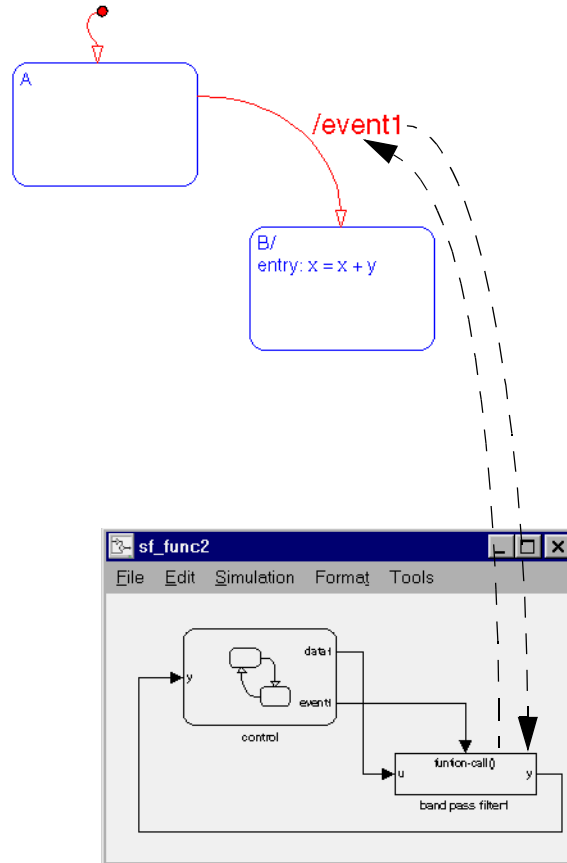 A
/event1
B/
entry: x = x + y
sf_func2
File Edit Simulation Format Tools
data1
y
event1
control
funtion-call()
u y
band pass filter1